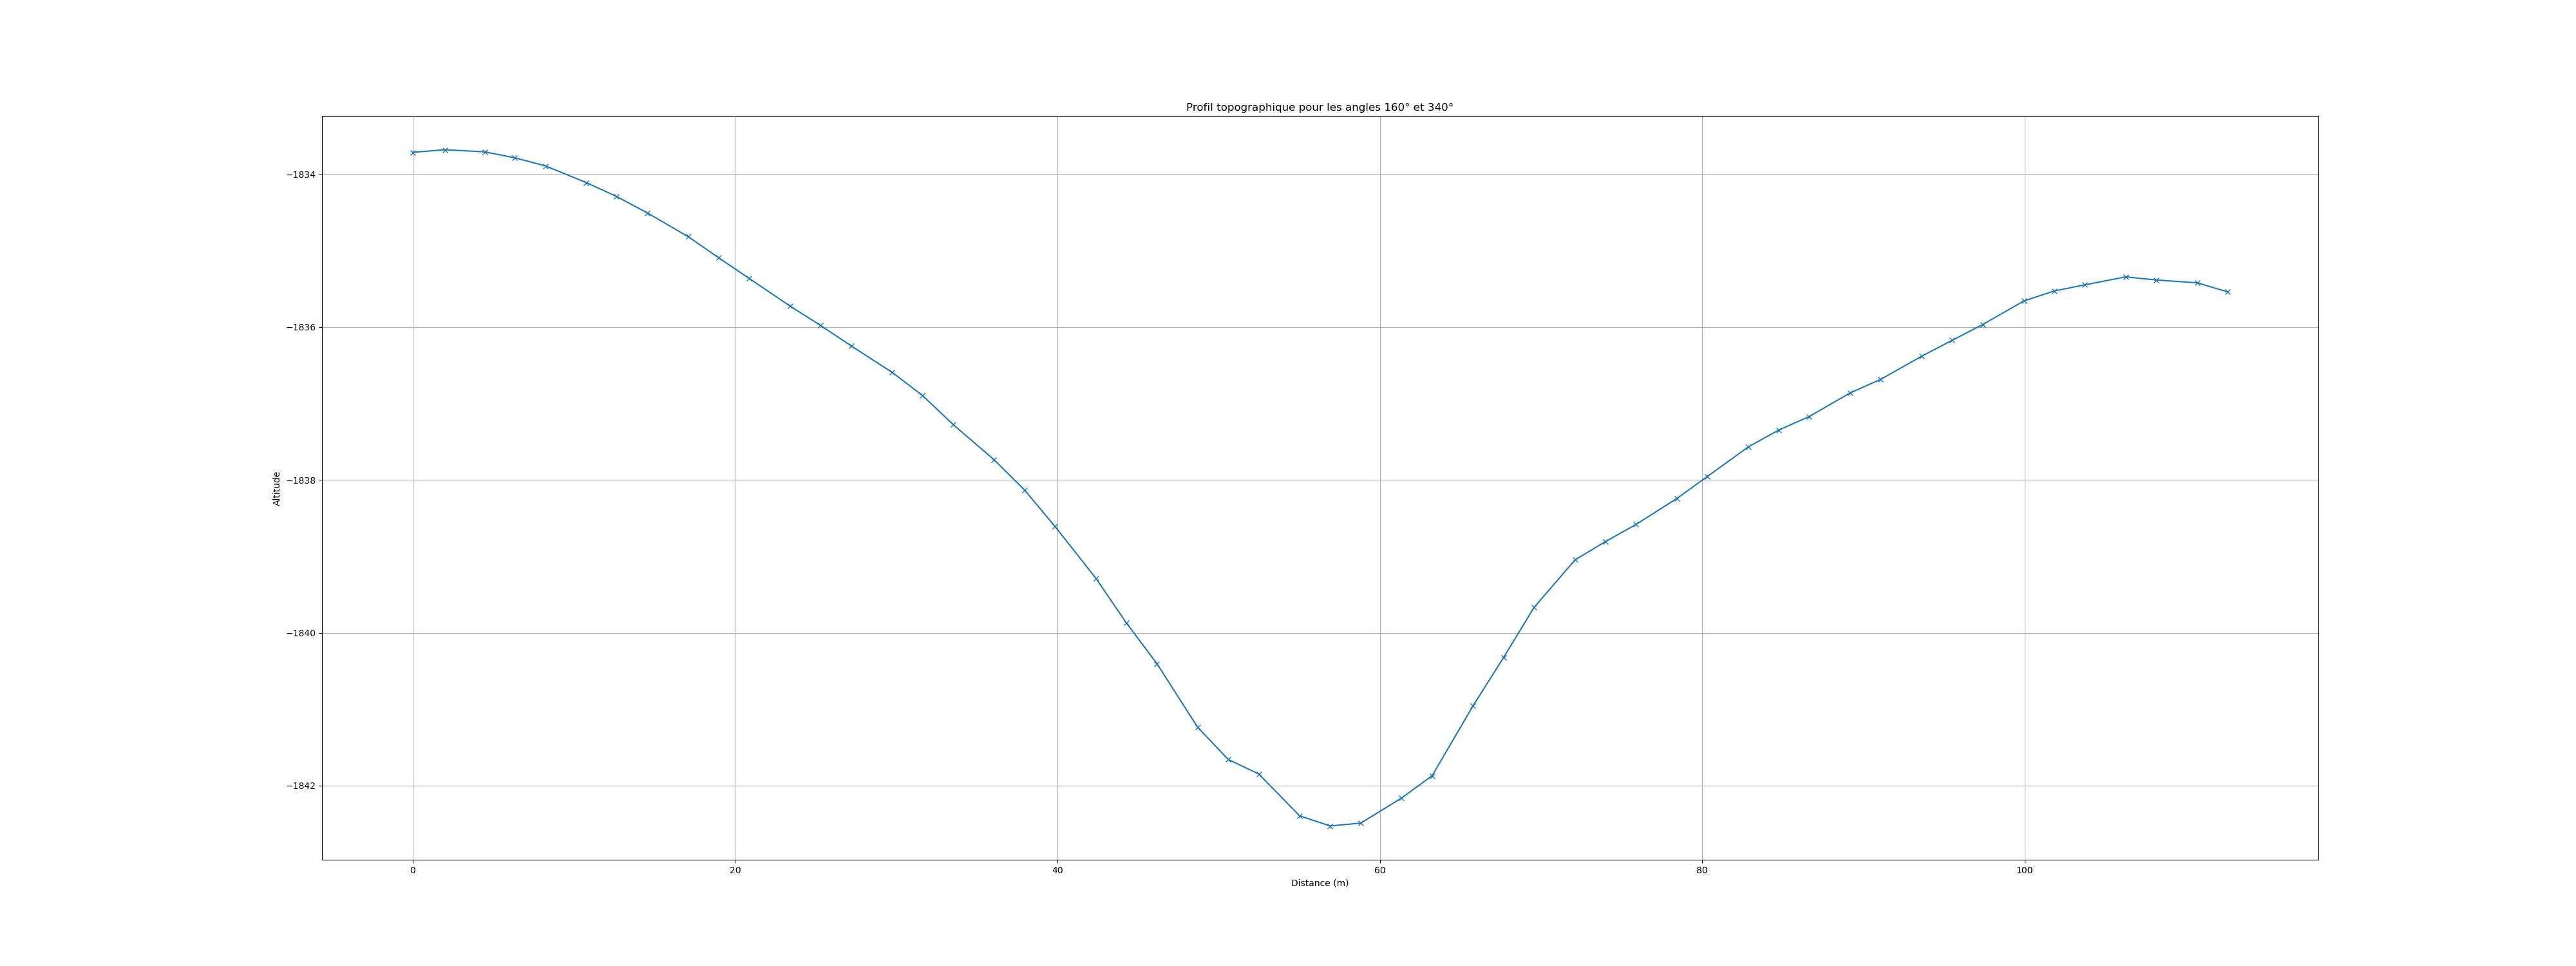 Profil topographique pour les angles 160° et 340°
−1834
−1836
−1838
−1840
−1842
Altitude
0 20 40 60 80 100
Distance (m)